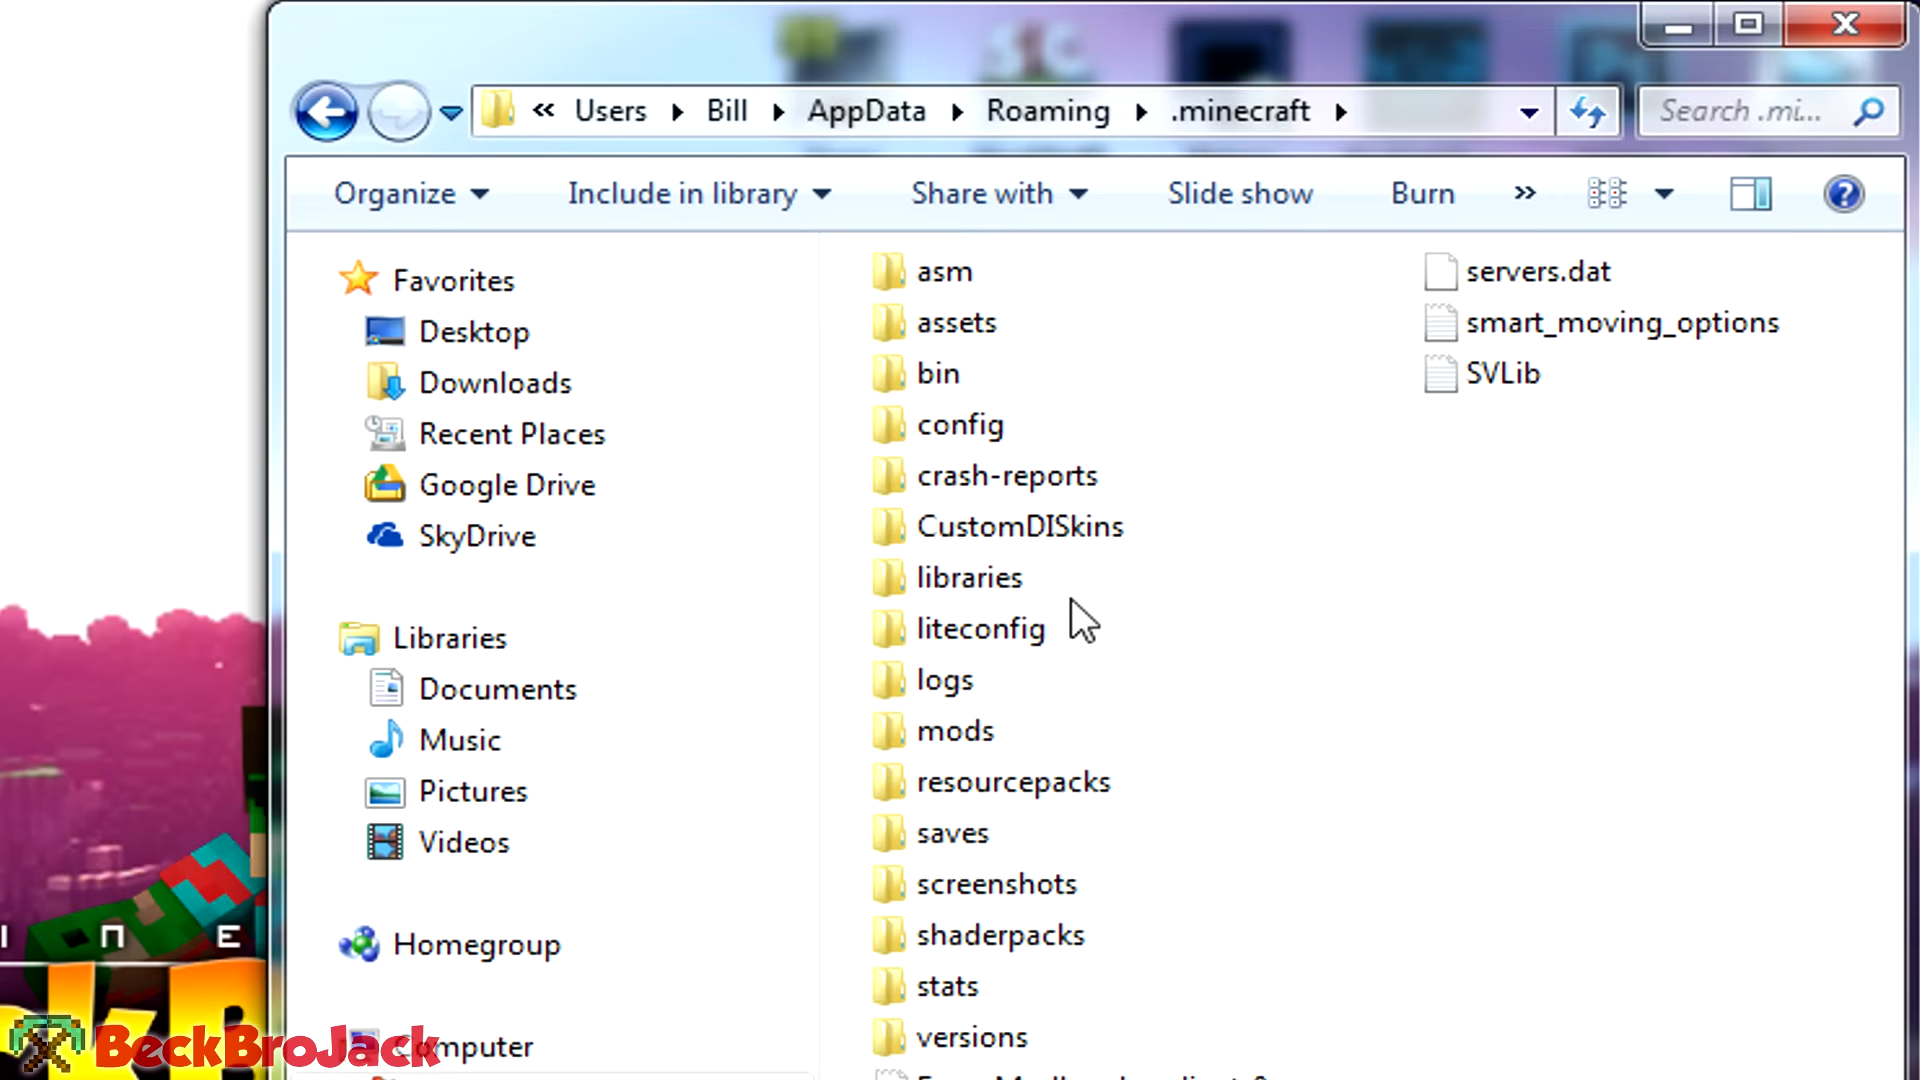 « Users ▸ Bill ▸ AppData ▸ Roaming ▸ .minecraft ▸
Search .mi...
Organize
Include in library
Share with
Slide show
Burn
»
Favorites
Desktop
Downloads
Recent Places
Google Drive
SkyDrive
Libraries
Documents
Music
Pictures
Videos
Homegroup
Computer
asm
assets
bin
config
crash-reports
CustomDISkins
libraries
liteconfig
logs
mods
resourcepacks
saves
screenshots
shaderpacks
stats
versions
servers.dat
smart_moving_options
SVLib
I N E
BeckBroJack